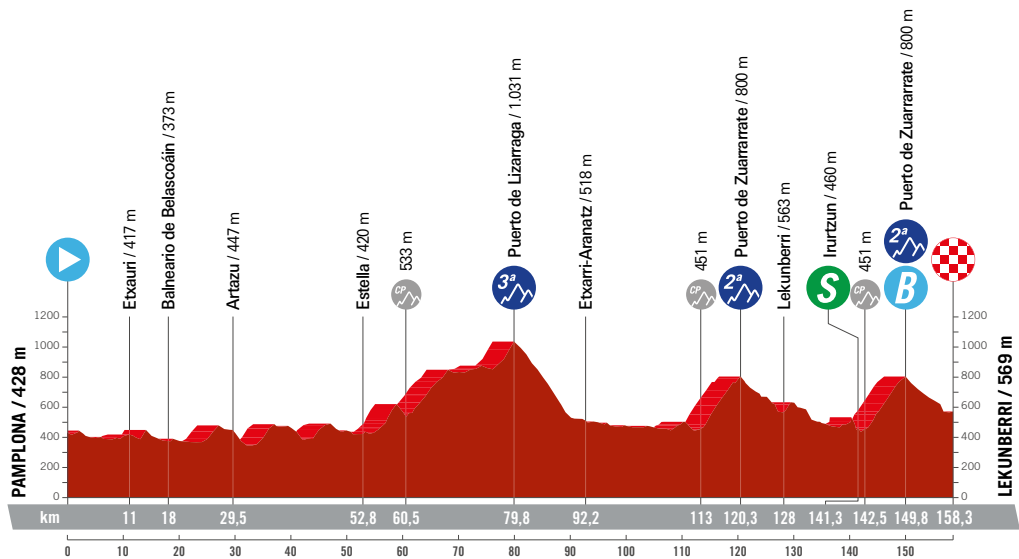 PAMPLONA / 428 m
Etxauri / 417 m
Balneario de Belascoáin / 373 m
Artazu / 447 m
Estella / 420 m
533 m
CP
Puerto de Lizarraga / 1.031 m
3ª
Etxarri-Aranatz / 518 m
451 m
CP
Puerto de Zuarrarrate / 800 m
2ª
Lekunberri / 563 m
Irurtzun / 460 m
S
451 m
CP
Puerto de Zuarrarrate / 800 m
2ª
B
LEKUNBERRI / 569 m
1200
1000
800
600
400
200
0
1200
1000
800
600
400
200
0
km 11 18 29,5 52,8 60,5 79,8 92,2 113 120,3 128 141,3 142,5 149,8 158,3
0 10 20 30 40 50 60 70 80 90 100 110 120 130 140 150